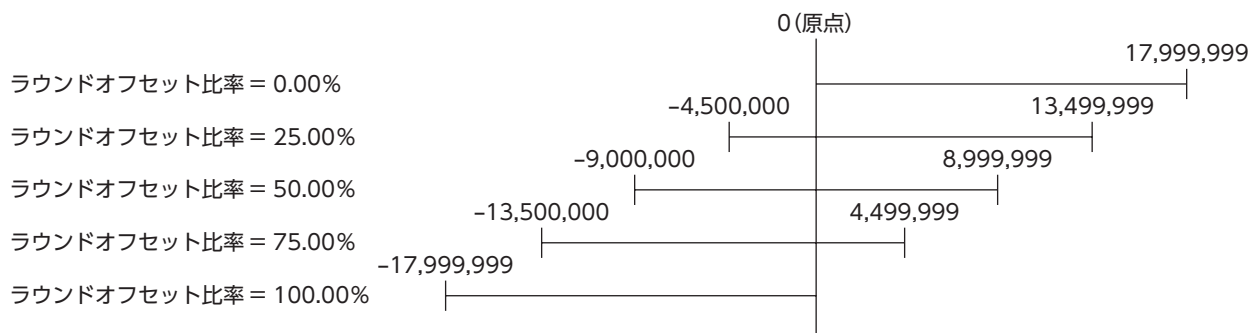 0（原点）
17,999,999
ラウンドオフセット比率 = 0.00%
–4,500,000
13,499,999
ラウンドオフセット比率 = 25.00%
–9,000,000
8,999,999
ラウンドオフセット比率 = 50.00%
–13,500,000
4,499,999
ラウンドオフセット比率 = 75.00%
–17,999,999
ラウンドオフセット比率 = 100.00%